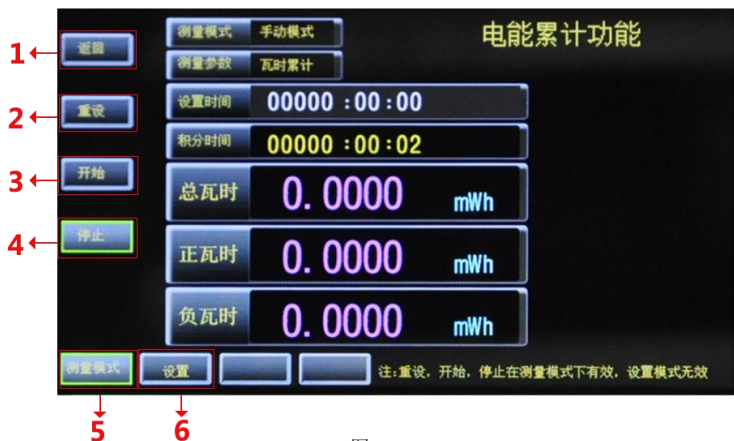 电能累计功能
1 返回
测量模式 手动模式
测量参数 瓦时累计
2 重设
设置时间 00000 :00:00
积分时间 00000 :00:02
3 开始
总瓦时 0.0000 mWh
4 停止
正瓦时 0.0000 mWh
负瓦时 0.0000 mWh
测量模式 设置 注:重设，开始，停止在测量模式下有效，设置模式无效
5 6